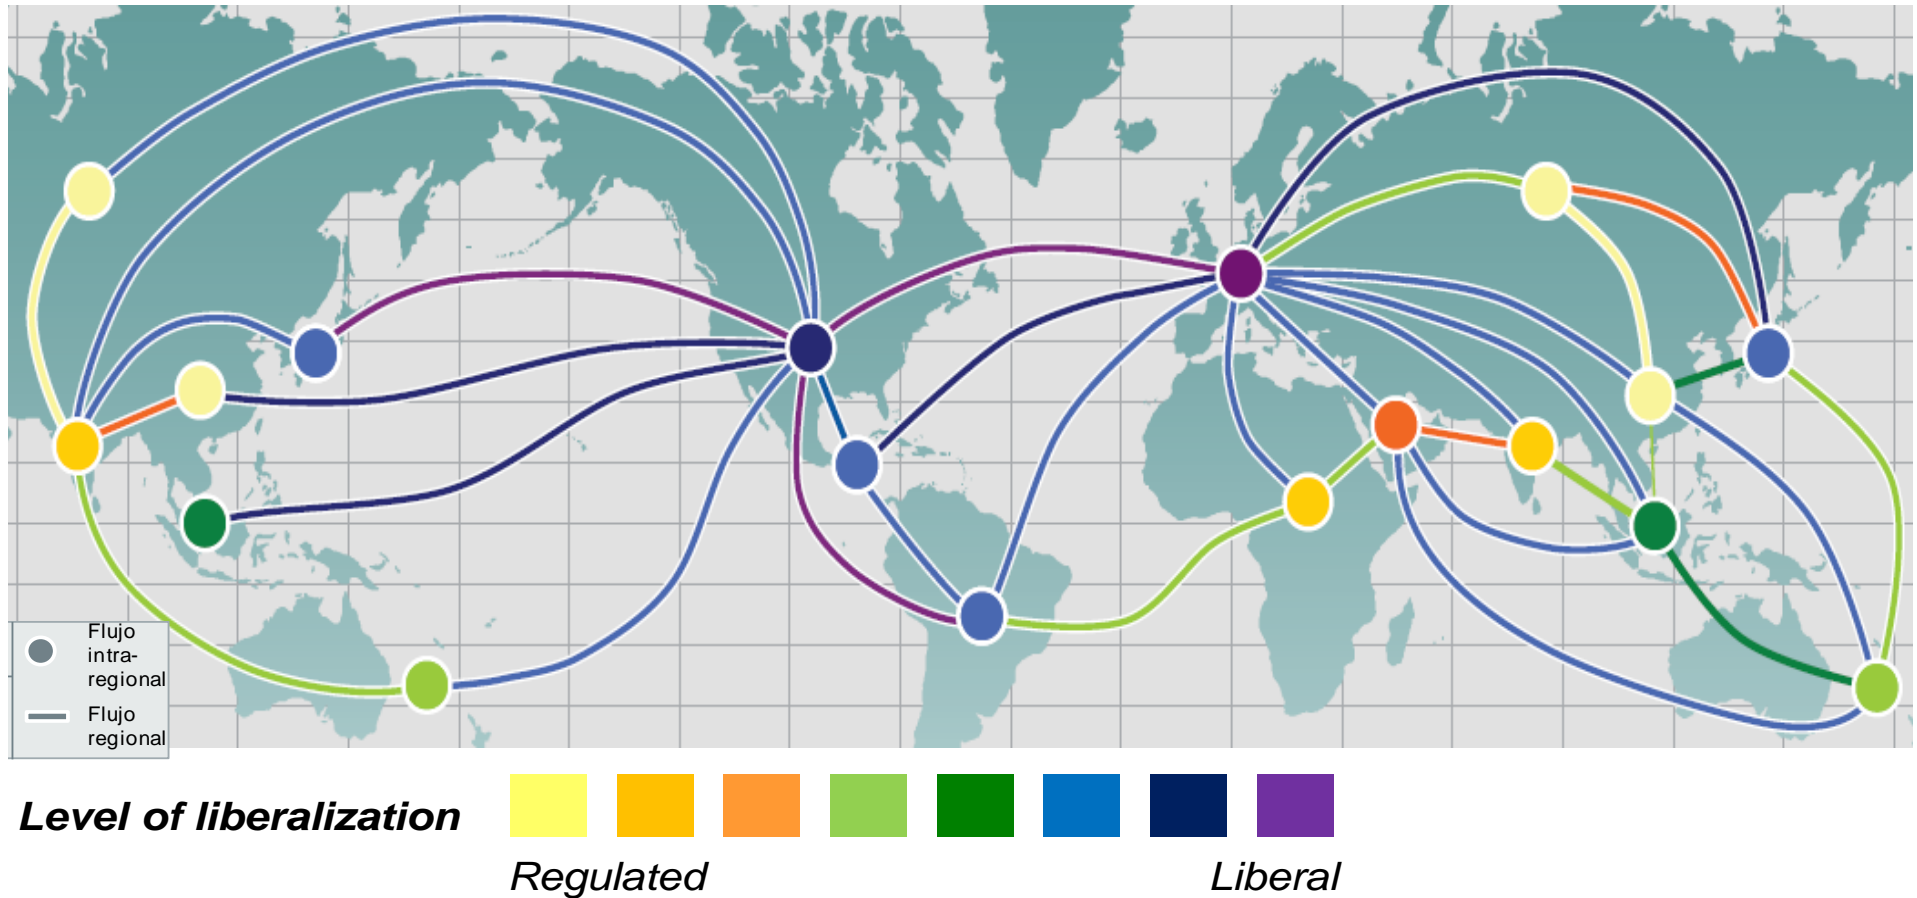 Flujo
intra-
regional
Flujo
regional
Level of liberalization
Regulated
Liberal